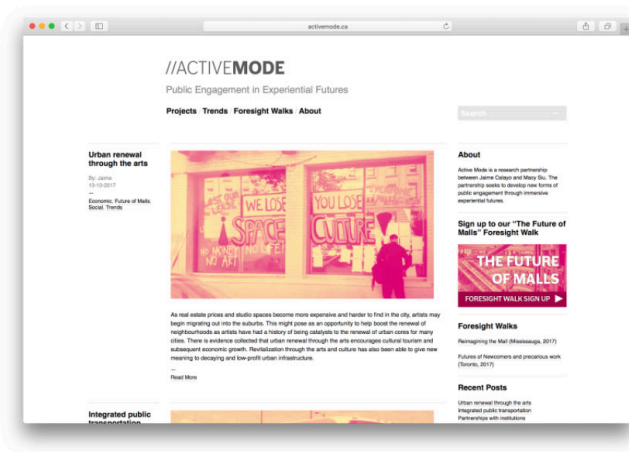 activemode.ca
//ACTIVEMODE
Public Engagement in Experiential Futures
Projects Trends Foresight Walks About
Search
Urban renewal
through the arts
By: Jaime
10-10-2017
—
Economic, Future of Malls,
Social, Trends
WE LOSE
SPACE
YOU LOSE
CULTURE
NO MONEY NO LIFE!
NO ART
As real estate prices and studio spaces become more expensive and harder to find in the city, artists may
begin migrating out into the suburbs. This might pose as an opportunity to help boost the renewal of
neighbourhoods as artists have had a history of being catalysts to the renewal of urban cores for many
cities. There is evidence collected that urban renewal through the arts encourages cultural tourism and
subsequent economic growth. Revitalization through the arts and culture has also been able to give new
meaning to decaying and low-profit urban infrastructure.
—
Read More
Integrated public
transportation
About
Active Mode is a research partnership
between Jaime Calayo and Macy Siu. The
partnership seeks to develop new forms of
public engagement through immersive
experiential futures.
Sign up to our “The Future of
Malls” Foresight Walk
THE FUTURE
OF MALLS
FORESIGHT WALK SIGN UP
Foresight Walks
Reimagining the Mall (Mississauga, 2017)
Futures of Newcomers and precarious work
(Toronto, 2017)
Recent Posts
Urban renewal through the arts
Integrated public transportation
Partnerships with institutions